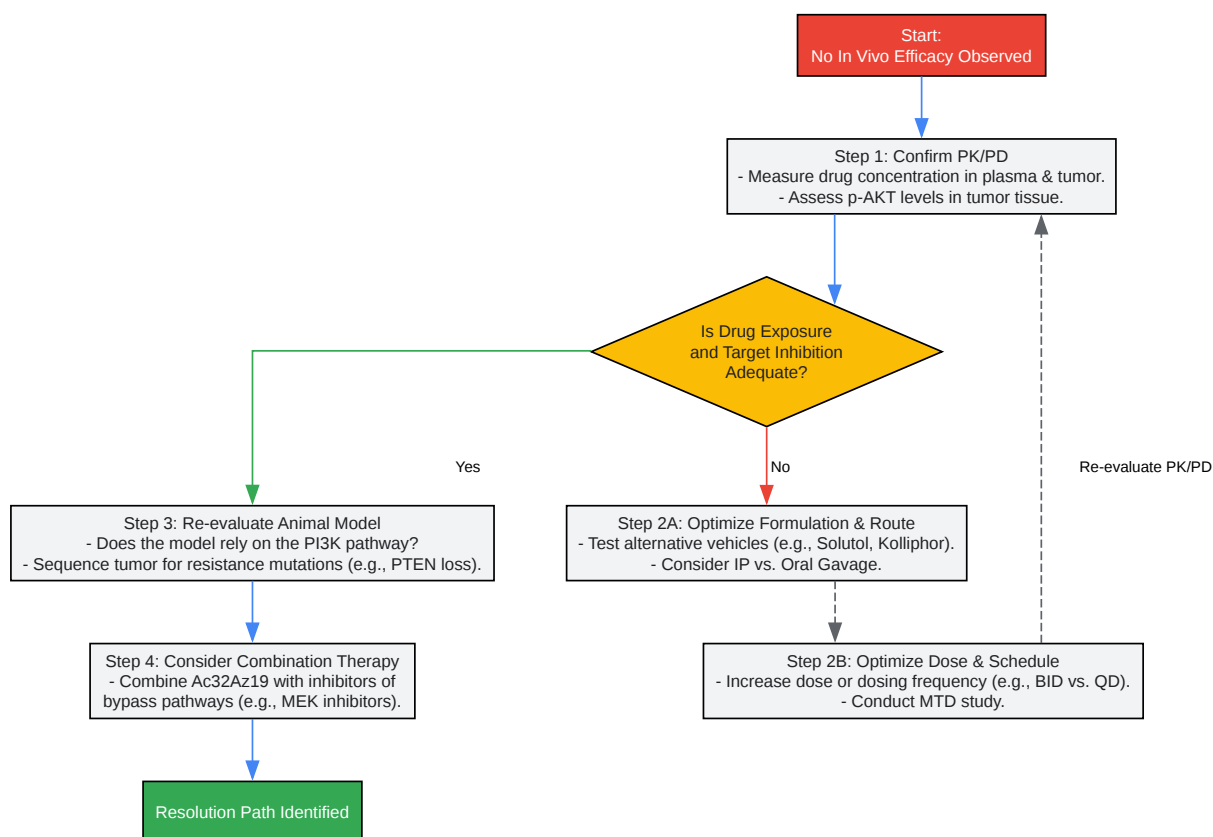 Start:
No In Vivo Efficacy Observed
Step 1: Confirm PK/PD
- Measure drug concentration in plasma & tumor.
- Assess p-AKT levels in tumor tissue.
Is Drug Exposure
and Target Inhibition
Adequate?
Yes
No
Re-evaluate PK/PD
Step 3: Re-evaluate Animal Model
- Does the model rely on the PI3K pathway?
- Sequence tumor for resistance mutations (e.g., PTEN loss).
Step 2A: Optimize Formulation & Route
- Test alternative vehicles (e.g., Solutol, Kolliphor).
- Consider IP vs. Oral Gavage.
Step 4: Consider Combination Therapy
- Combine Ac32Az19 with inhibitors of
bypass pathways (e.g., MEK inhibitors).
Step 2B: Optimize Dose & Schedule
- Increase dose or dosing frequency (e.g., BID vs. QD).
- Conduct MTD study.
Resolution Path Identified